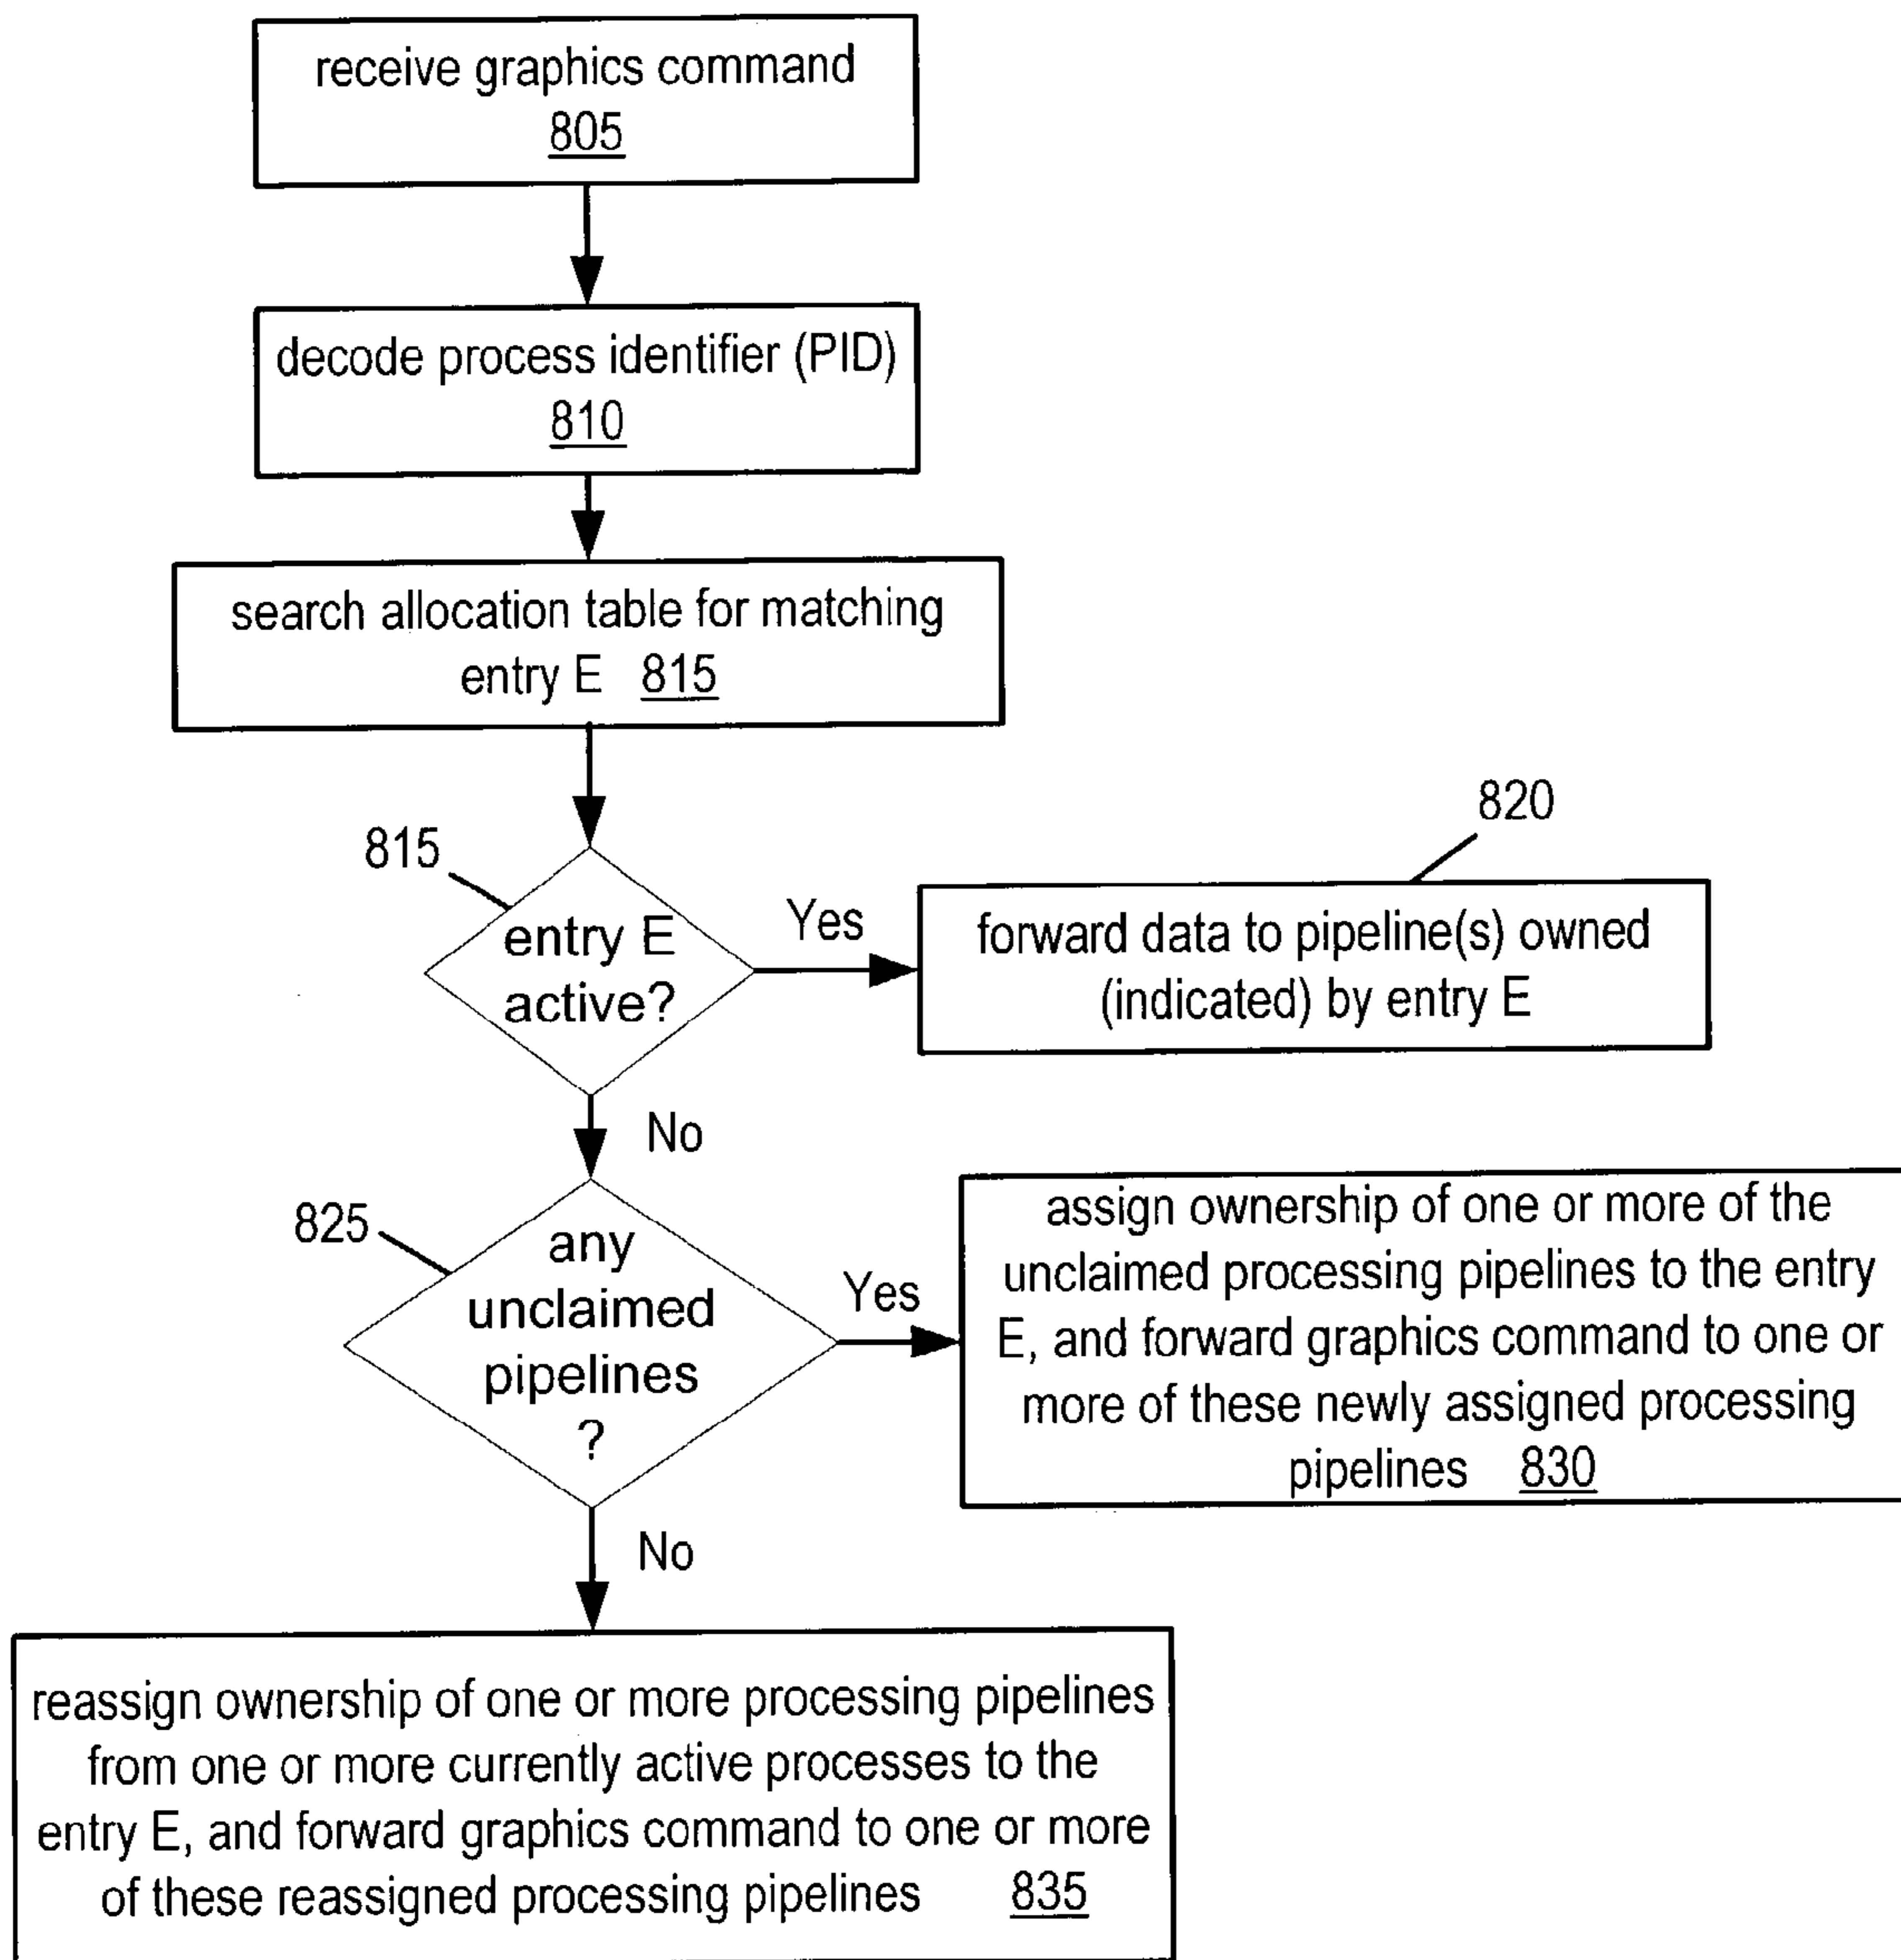 receive graphics command
805
decode process identifier (PID)
810
search allocation table for matching
entry E 815
815
entry E
active?
Yes
820
forward data to pipeline(s) owned
(indicated) by entry E
No
825
any
unclaimed
pipelines
?
Yes
assign ownership of one or more of the
unclaimed processing pipelines to the entry
E, and forward graphics command to one or
more of these newly assigned processing
pipelines 830
No
reassign ownership of one or more processing pipelines
from one or more currently active processes to the
entry E, and forward graphics command to one or more
of these reassigned processing pipelines 835